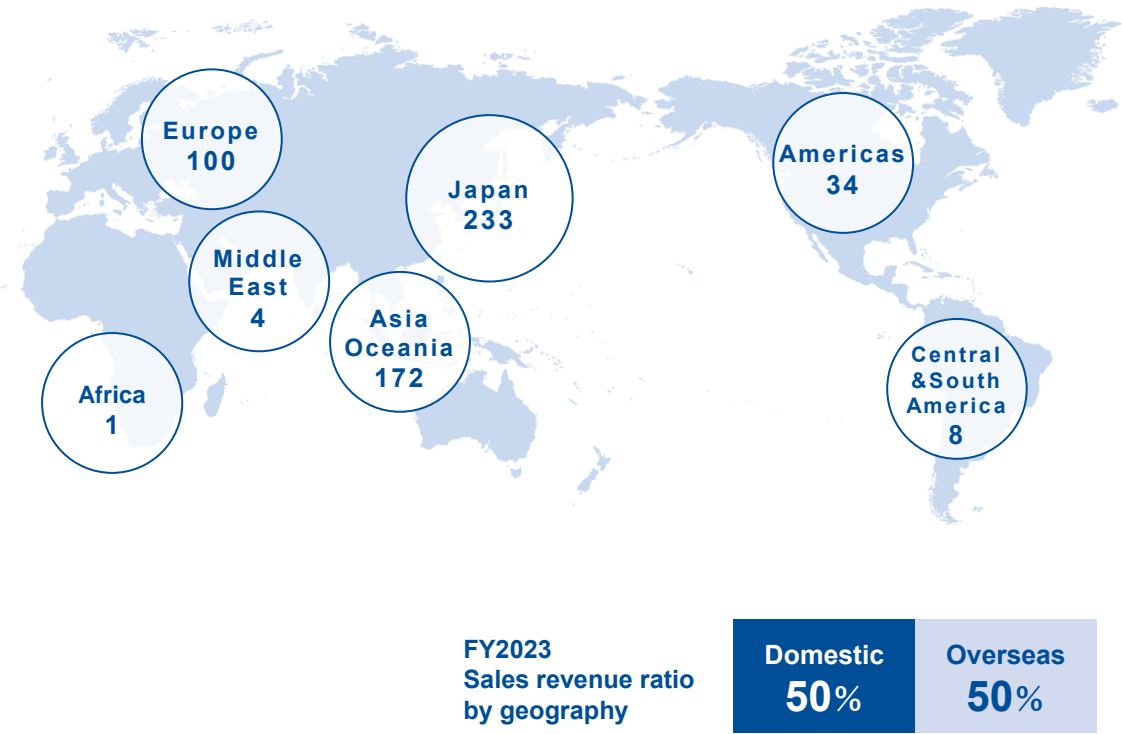 Europe
100
Japan
233
Americas
34
Middle
East
4
Asia
Oceania
172
Africa
1
Central
&South
America
8
FY2023
Sales revenue ratio
by geography
Domestic
50%
Overseas
50%